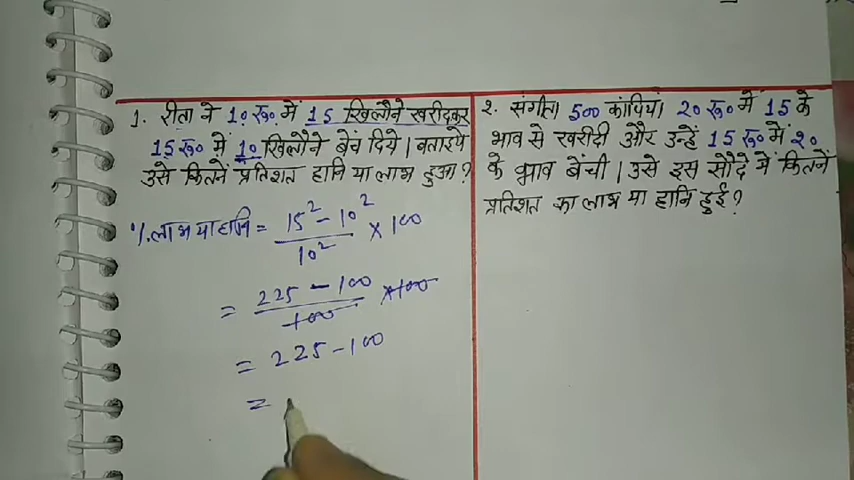 1. रीता ने 10 रू० में 15 खिलौने खरीदकर
15 रू० में 10 खिलौने बेंच दिये। बताइये
उसे कितने प्रतिशत हानि या लाभ हुआ?
%लाभ या हानि = 15² - 10² / 10² × 100
= 225 - 100 / 100 × 100
= 225 - 100
=
२. संगीता 500 कांपियां 20 रू० में 15 के
भाव से खरीदी और उन्हें 15 रू० में 20
के भाव बेंची। उसे इस सौदे में कितने
प्रतिशत का लाभ या हानि हुई?